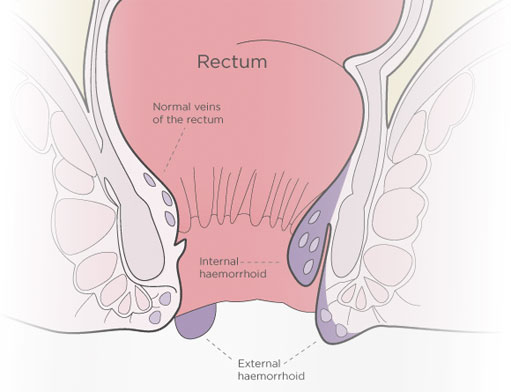 Rectum
Normal veins
of the rectum
Internal
haemorrhoid
External
haemorrhoid